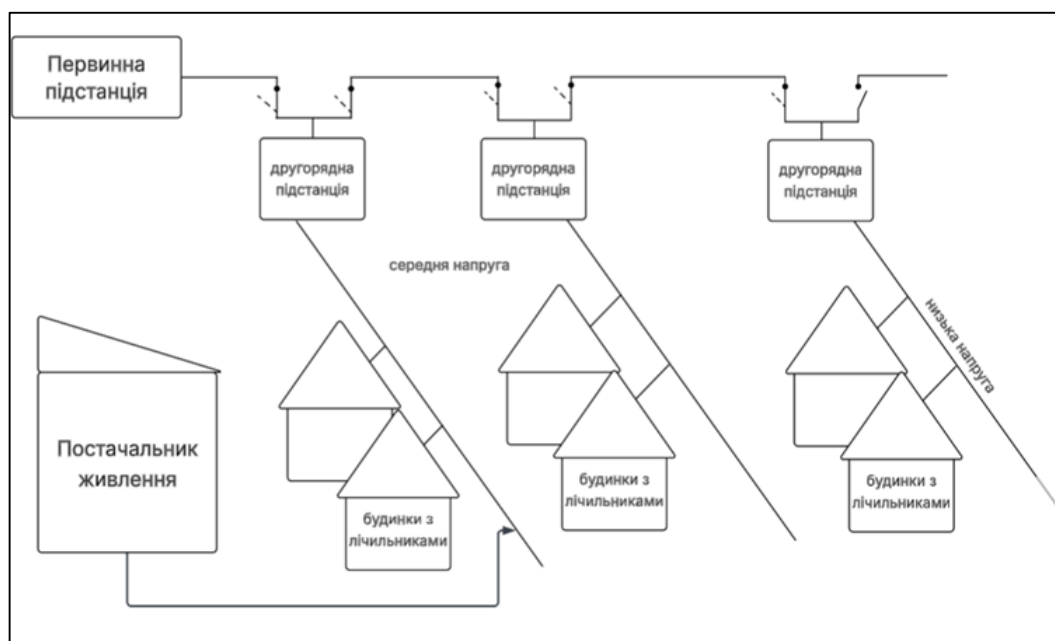 Первинна
підстанція
другорядна
підстанція
другорядна
підстанція
другорядна
підстанція
середня напруга
низька напруга
Постачальник
живлення
будинки з
лічильниками
будинки з
лічильниками
будинки з
лічильниками